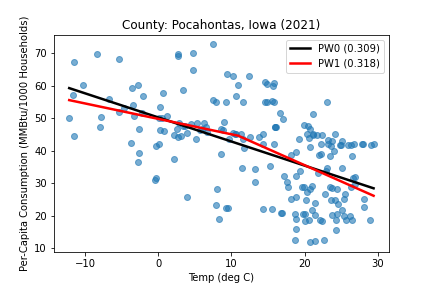 County: Pocahontas, Iowa (2021)
PW0 (0.309)
PW1 (0.318)
Per-Capita Consumption (MMBtu/1000 Households)
70
60
50
40
30
20
10
−10
0
10
20
30
Temp (deg C)